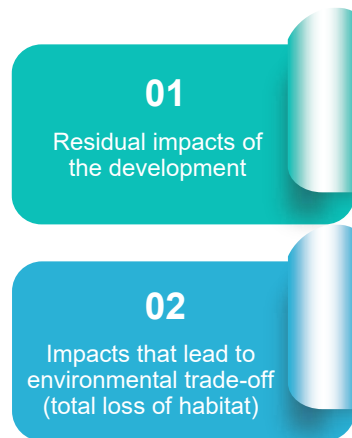 01
Residual impacts of
the development
02
Impacts that lead to
environmental trade-off
(total loss of habitat)